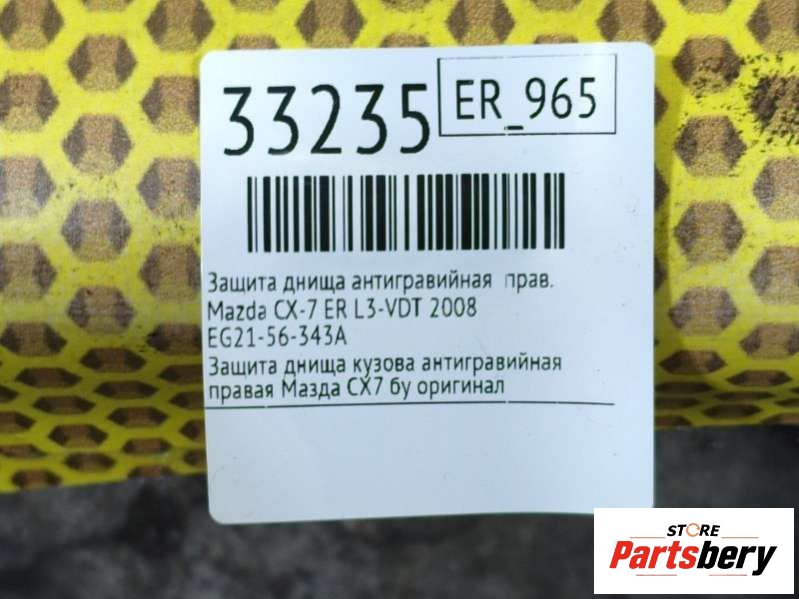 33235
ER_965
Защита днища антигравийная прав.
Mazda CX-7 ER L3-VDT 2008
EG21-56-343A
Защита днища кузова антигравийная
правая Мазда CX7 бу оригинал
STORE
Partsbery